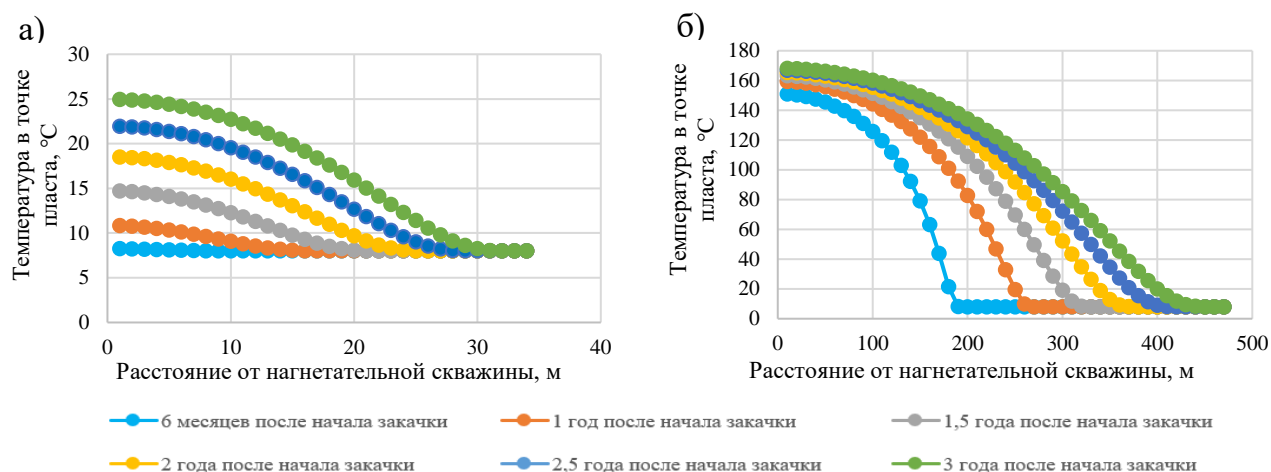 а)
30
25
20
15
10
5
0
Температура в точке
пласта, °С
0 10 20 30 40
Расстояние от нагнетательной скважины, м
б)
180
160
140
120
100
80
60
40
20
0
Температура в точке
пласта, °С
0 100 200 300 400 500
Расстояние от нагнетательной скважины, м
6 месяцев после начала закачки
1 год после начала закачки
1,5 года после начала закачки
2 года после начала закачки
2,5 года после начала закачки
3 года после начала закачки